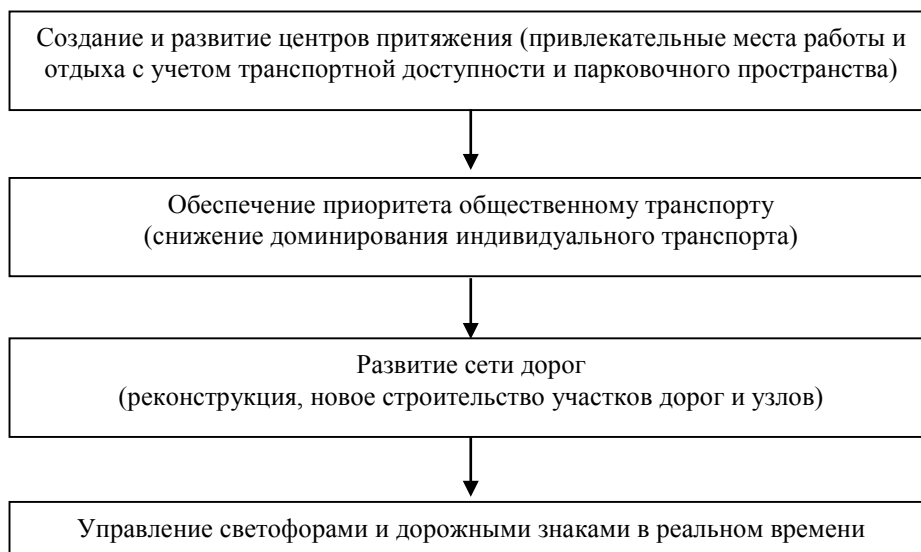 Создание и развитие центров притяжения (привлекательные места работы и
отдыха с учетом транспортной доступности и парковочного пространства)
Обеспечение приоритета общественному транспорту
(снижение доминирования индивидуального транспорта)
Развитие сети дорог
(реконструкция, новое строительство участков дорог и узлов)
Управление светофорами и дорожными знаками в реальном времени